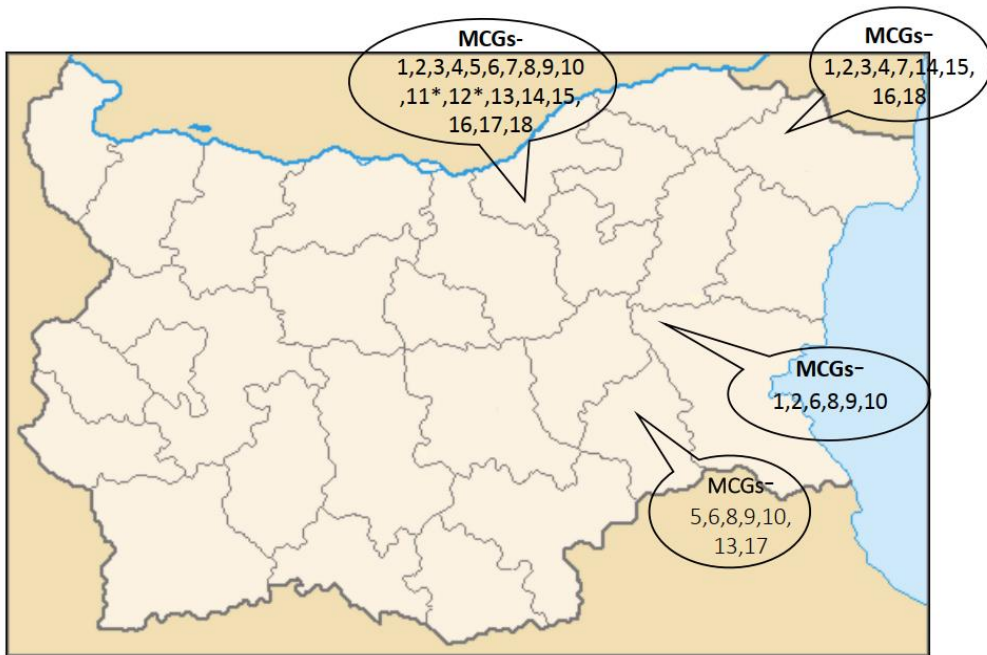 MCGs-
1,2,3,4,5,6,7,8,9,10
,11*,12*,13,14,15,
16,17,18
MCGs–
1,2,3,4,7,14,15,
16,18
MCGs–
1,2,6,8,9,10
MCGs–
5,6,8,9,10,
13,17